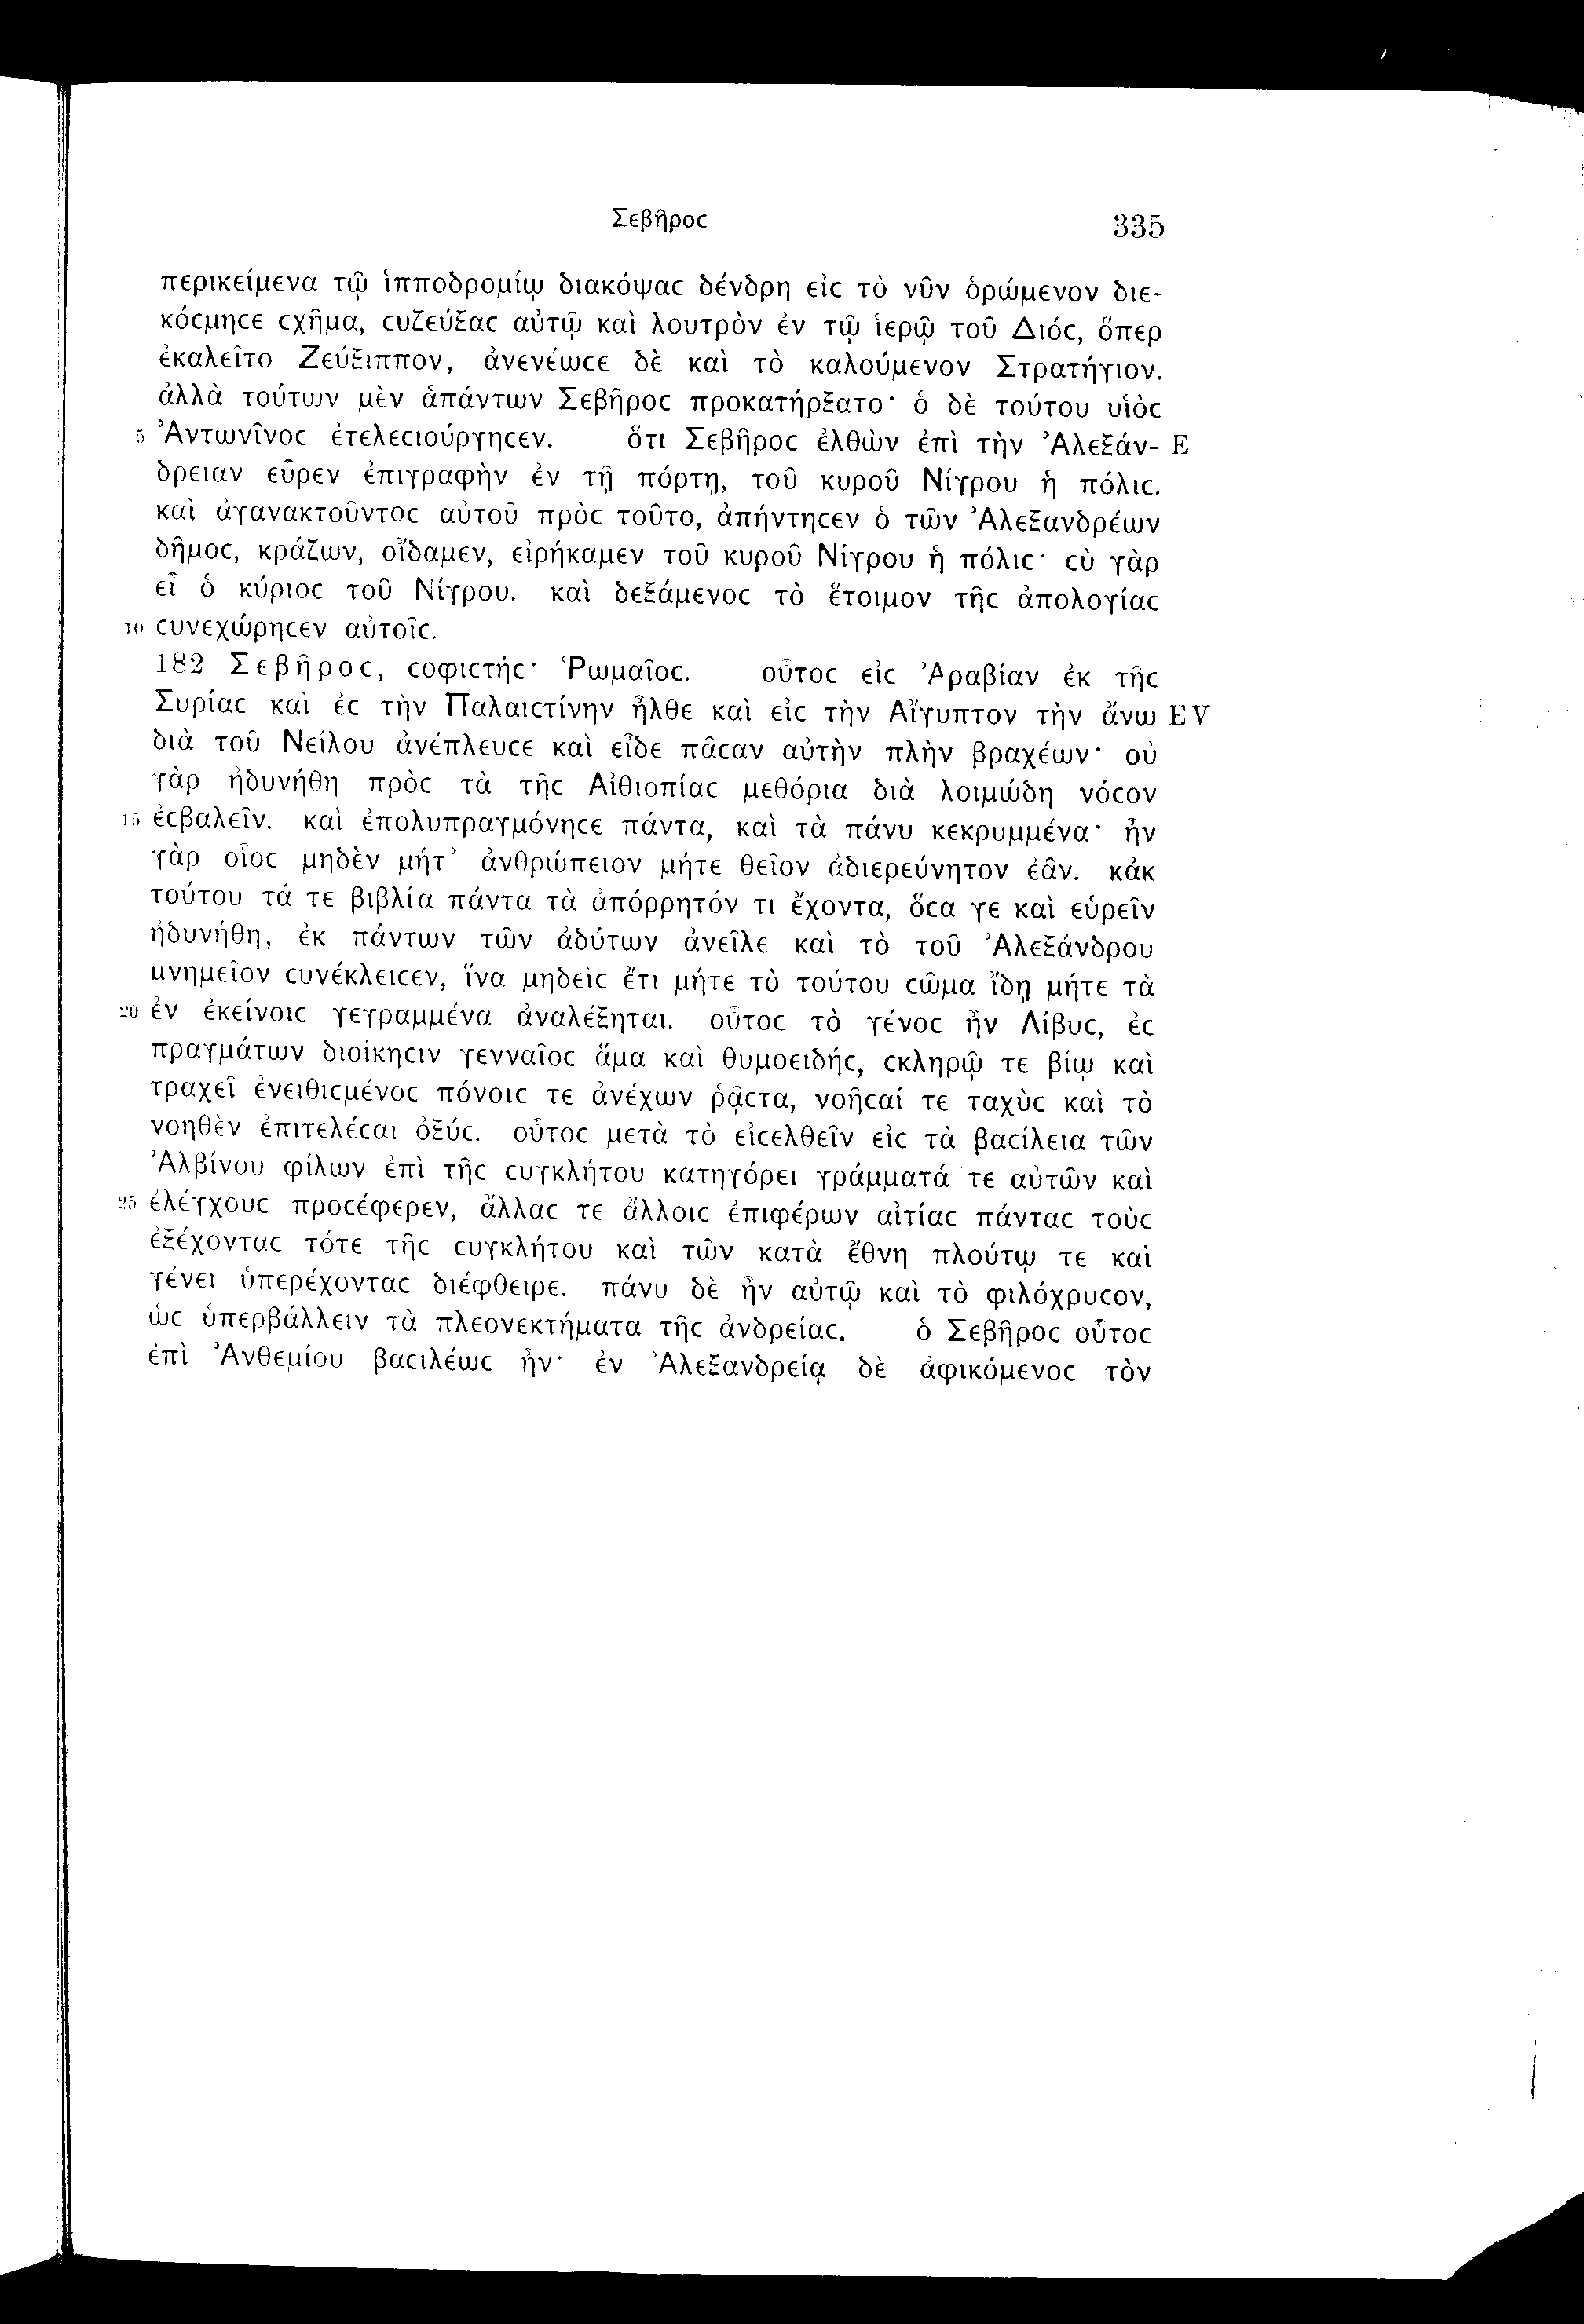 Σεβῆροϲ 335
περικείμενα τῷ ἱπποδρομίῳ διακόψαϲ δένδρη εἰϲ τὸ νῦν ὁρώμενον διε-
κόϲμηϲε ϲχῆμα, ϲυζεύξαϲ αὐτῷ καὶ λουτρὸν ἐν τῷ ἱερῷ τοῦ Διόϲ, ὅπερ
ἐκαλεῖτο Ζεύξιππον, ἀνενέωϲε δὲ καὶ τὸ καλούμενον Στρατήγιον.
ἀλλὰ τούτων μὲν ἁπάντων Σεβῆροϲ προκατήρξατο· ὁ δὲ τούτου υἱὸϲ
5 Ἀντωνῖνοϲ ἐτελεϲιούργηϲεν. ὅτι Σεβῆροϲ ἐλθὼν ἐπὶ τὴν Ἀλεξάν- E
δρειαν εὗρεν ἐπιγραφὴν ἐν τῇ πόρτῃ, τοῦ κυροῦ Νίγρου ἡ πόλιϲ.
καὶ ἀγανακτοῦντοϲ αὐτοῦ πρὸϲ τοῦτο, ἀπήντηϲεν ὁ τῶν Ἀλεξανδρέων
δῆμοϲ, κράζων, οἴδαμεν, εἰρήκαμεν τοῦ κυροῦ Νίγρου ἡ πόλιϲ· ϲὺ γὰρ
εἶ ὁ κύριοϲ τοῦ Νίγρου. καὶ δεξάμενοϲ τὸ ἕτοιμον τῆϲ ἀπολογίαϲ
10 ϲυνεχώρηϲεν αὐτοῖϲ.
182 Σεβῆροϲ, ϲοφιϲτήϲ· Ῥωμαῖοϲ. οὗτοϲ εἰϲ Ἀραβίαν ἐκ τῆϲ
Συρίαϲ καὶ ἐϲ τὴν Παλαιϲτίνην ἦλθε καὶ εἰϲ τὴν Αἴγυπτον τὴν ἄνω E V
διὰ τοῦ Νείλου ἀνέπλευϲε καὶ εἶδε πᾶϲαν αὐτὴν πλὴν βραχέων· οὐ
γὰρ ἠδυνήθη πρὸϲ τὰ τῆϲ Αἰθιοπίαϲ μεθόρια διὰ λοιμώδη νόϲον
15 ἐϲβαλεῖν. καὶ ἐπολυπραγμόνηϲε πάντα, καὶ τὰ πάνυ κεκρυμμένα· ἦν
γὰρ οἷοϲ μηδὲν μήτ’ ἀνθρώπειον μήτε θεῖον ἀδιερεύνητον ἐᾶν. κἀκ
τούτου τά τε βιβλία πάντα τὰ ἀπόρρητόν τι ἔχοντα, ὅϲα γε καὶ εὑρεῖν
ἠδυνήθη, ἐκ πάντων τῶν ἀδύτων ἀνεῖλε καὶ τὸ τοῦ Ἀλεξάνδρου
μνημεῖον ϲυνέκλειϲεν, ἵνα μηδεὶϲ ἔτι μήτε τὸ τούτου ϲῶμα ἴδῃ μήτε τὰ
20 ἐν ἐκείνοιϲ γεγραμμένα ἀναλέξηται. οὗτοϲ τὸ γένοϲ ἦν Λίβυϲ, ἐϲ
πραγμάτων διοίκηϲιν γενναῖοϲ ἅμα καὶ θυμοειδήϲ, ϲκληρῷ τε βίῳ καὶ
τραχεῖ ἐνειθιϲμένοϲ πόνοιϲ τε ἀνέχων ῥᾷϲτα, νοῆϲαί τε ταχὺϲ καὶ τὸ
νοηθὲν ἐπιτελέϲαι ὀξύϲ. οὗτοϲ μετὰ τὸ εἰϲελθεῖν εἰϲ τὰ βαϲίλεια τῶν
Ἀλβίνου φίλων ἐπὶ τῆϲ ϲυγκλήτου κατηγόρει γράμματά τε αὐτῶν καὶ
25 ἐλέγχουϲ προϲέφερεν, ἄλλαϲ τε ἄλλοιϲ ἐπιφέρων αἰτίαϲ πάνταϲ τοὺϲ
ἐξέχονταϲ τότε τῆϲ ϲυγκλήτου καὶ τῶν κατὰ ἔθνη πλούτῳ τε καὶ
γένει ὑπερέχονταϲ διέφθειρε. πάνυ δὲ ἦν αὐτῷ καὶ τὸ φιλόχρυϲον,
ὡϲ ὑπερβάλλειν τὰ πλεονεκτήματα τῆϲ ἀνδρείαϲ. ὁ Σεβῆροϲ οὗτοϲ
ἐπὶ Ἀνθεμίου βαϲιλέωϲ ἦν· ἐν Ἀλεξανδρείᾳ δὲ ἀφικόμενοϲ τὸν